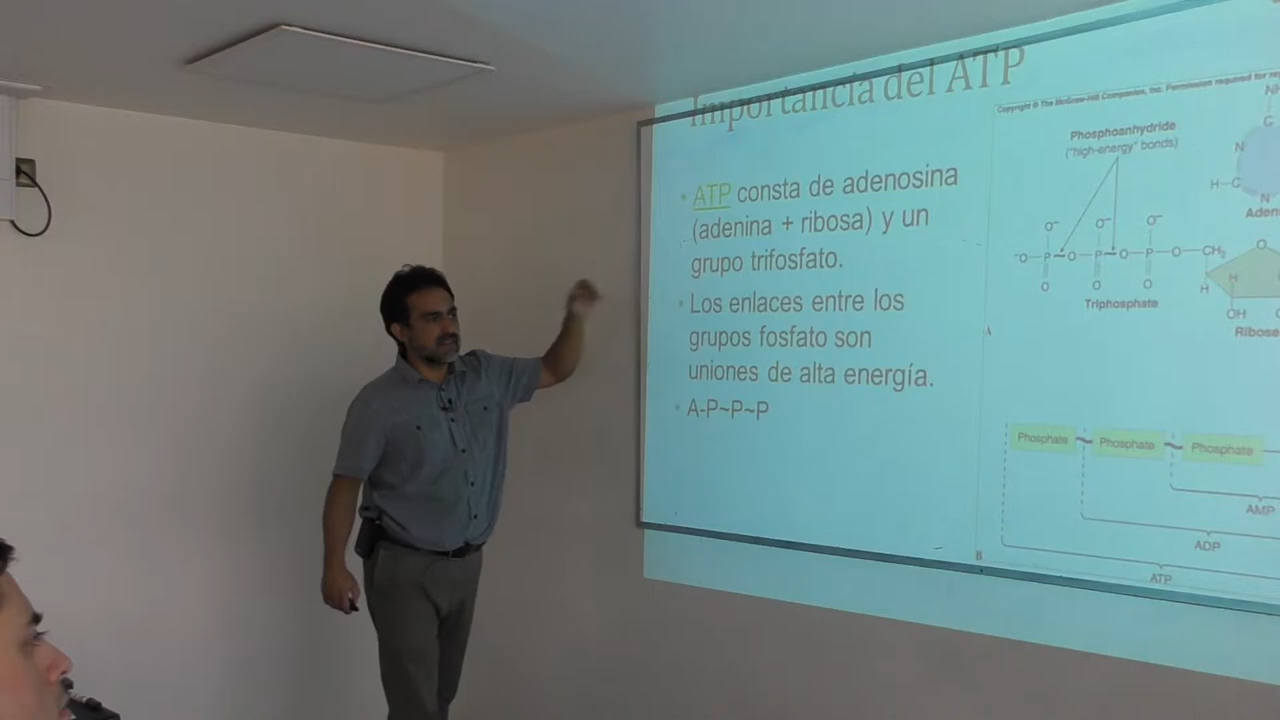 Importancia del ATP
• ATP consta de adenosina
(adenina + ribosa) y un
grupo trifosfato.
• Los enlaces entre los
grupos fosfato son
uniones de alta energía.
• A-P~P~P
Copyright © The McGraw-Hill Companies, Inc. Permission required for
Phosphoanhydride
("high-energy" bonds)
C
N
H–C
N
O⁻ O⁻ O⁻
⁻O–P–O–P–O–P–O–CH₂ O
O O O
H H
Triphosphate
OH
A
Phosphate Phosphate Phosphate
AMP
ADP
B
ATP